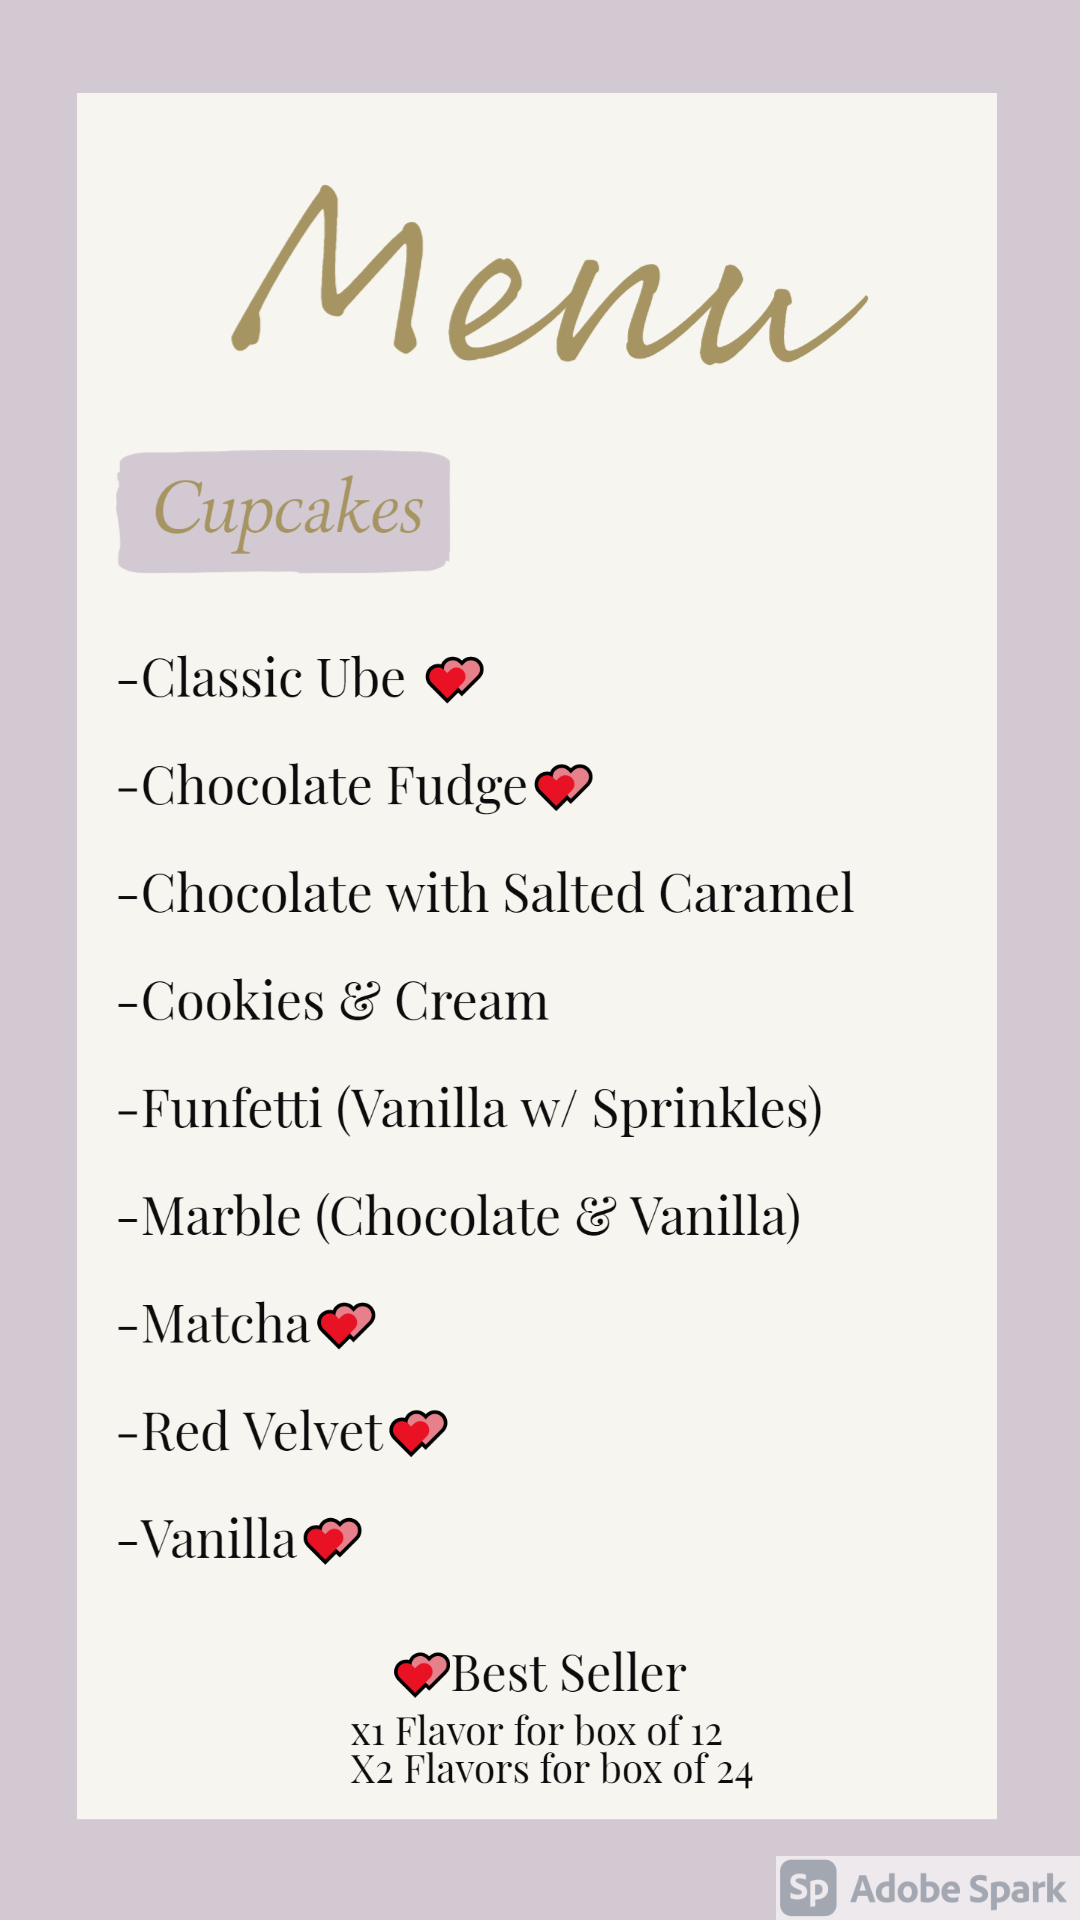 Menu
Cupcakes
-Classic Ube 💕
-Chocolate Fudge💕
-Chocolate with Salted Caramel
-Cookies & Cream
-Funfetti (Vanilla w/ Sprinkles)
-Marble (Chocolate & Vanilla)
-Matcha💕
-Red Velvet💕
-Vanilla💕
💕Best Seller
x1 Flavor for box of 12
X2 Flavors for box of 24
Sp Adobe Spark